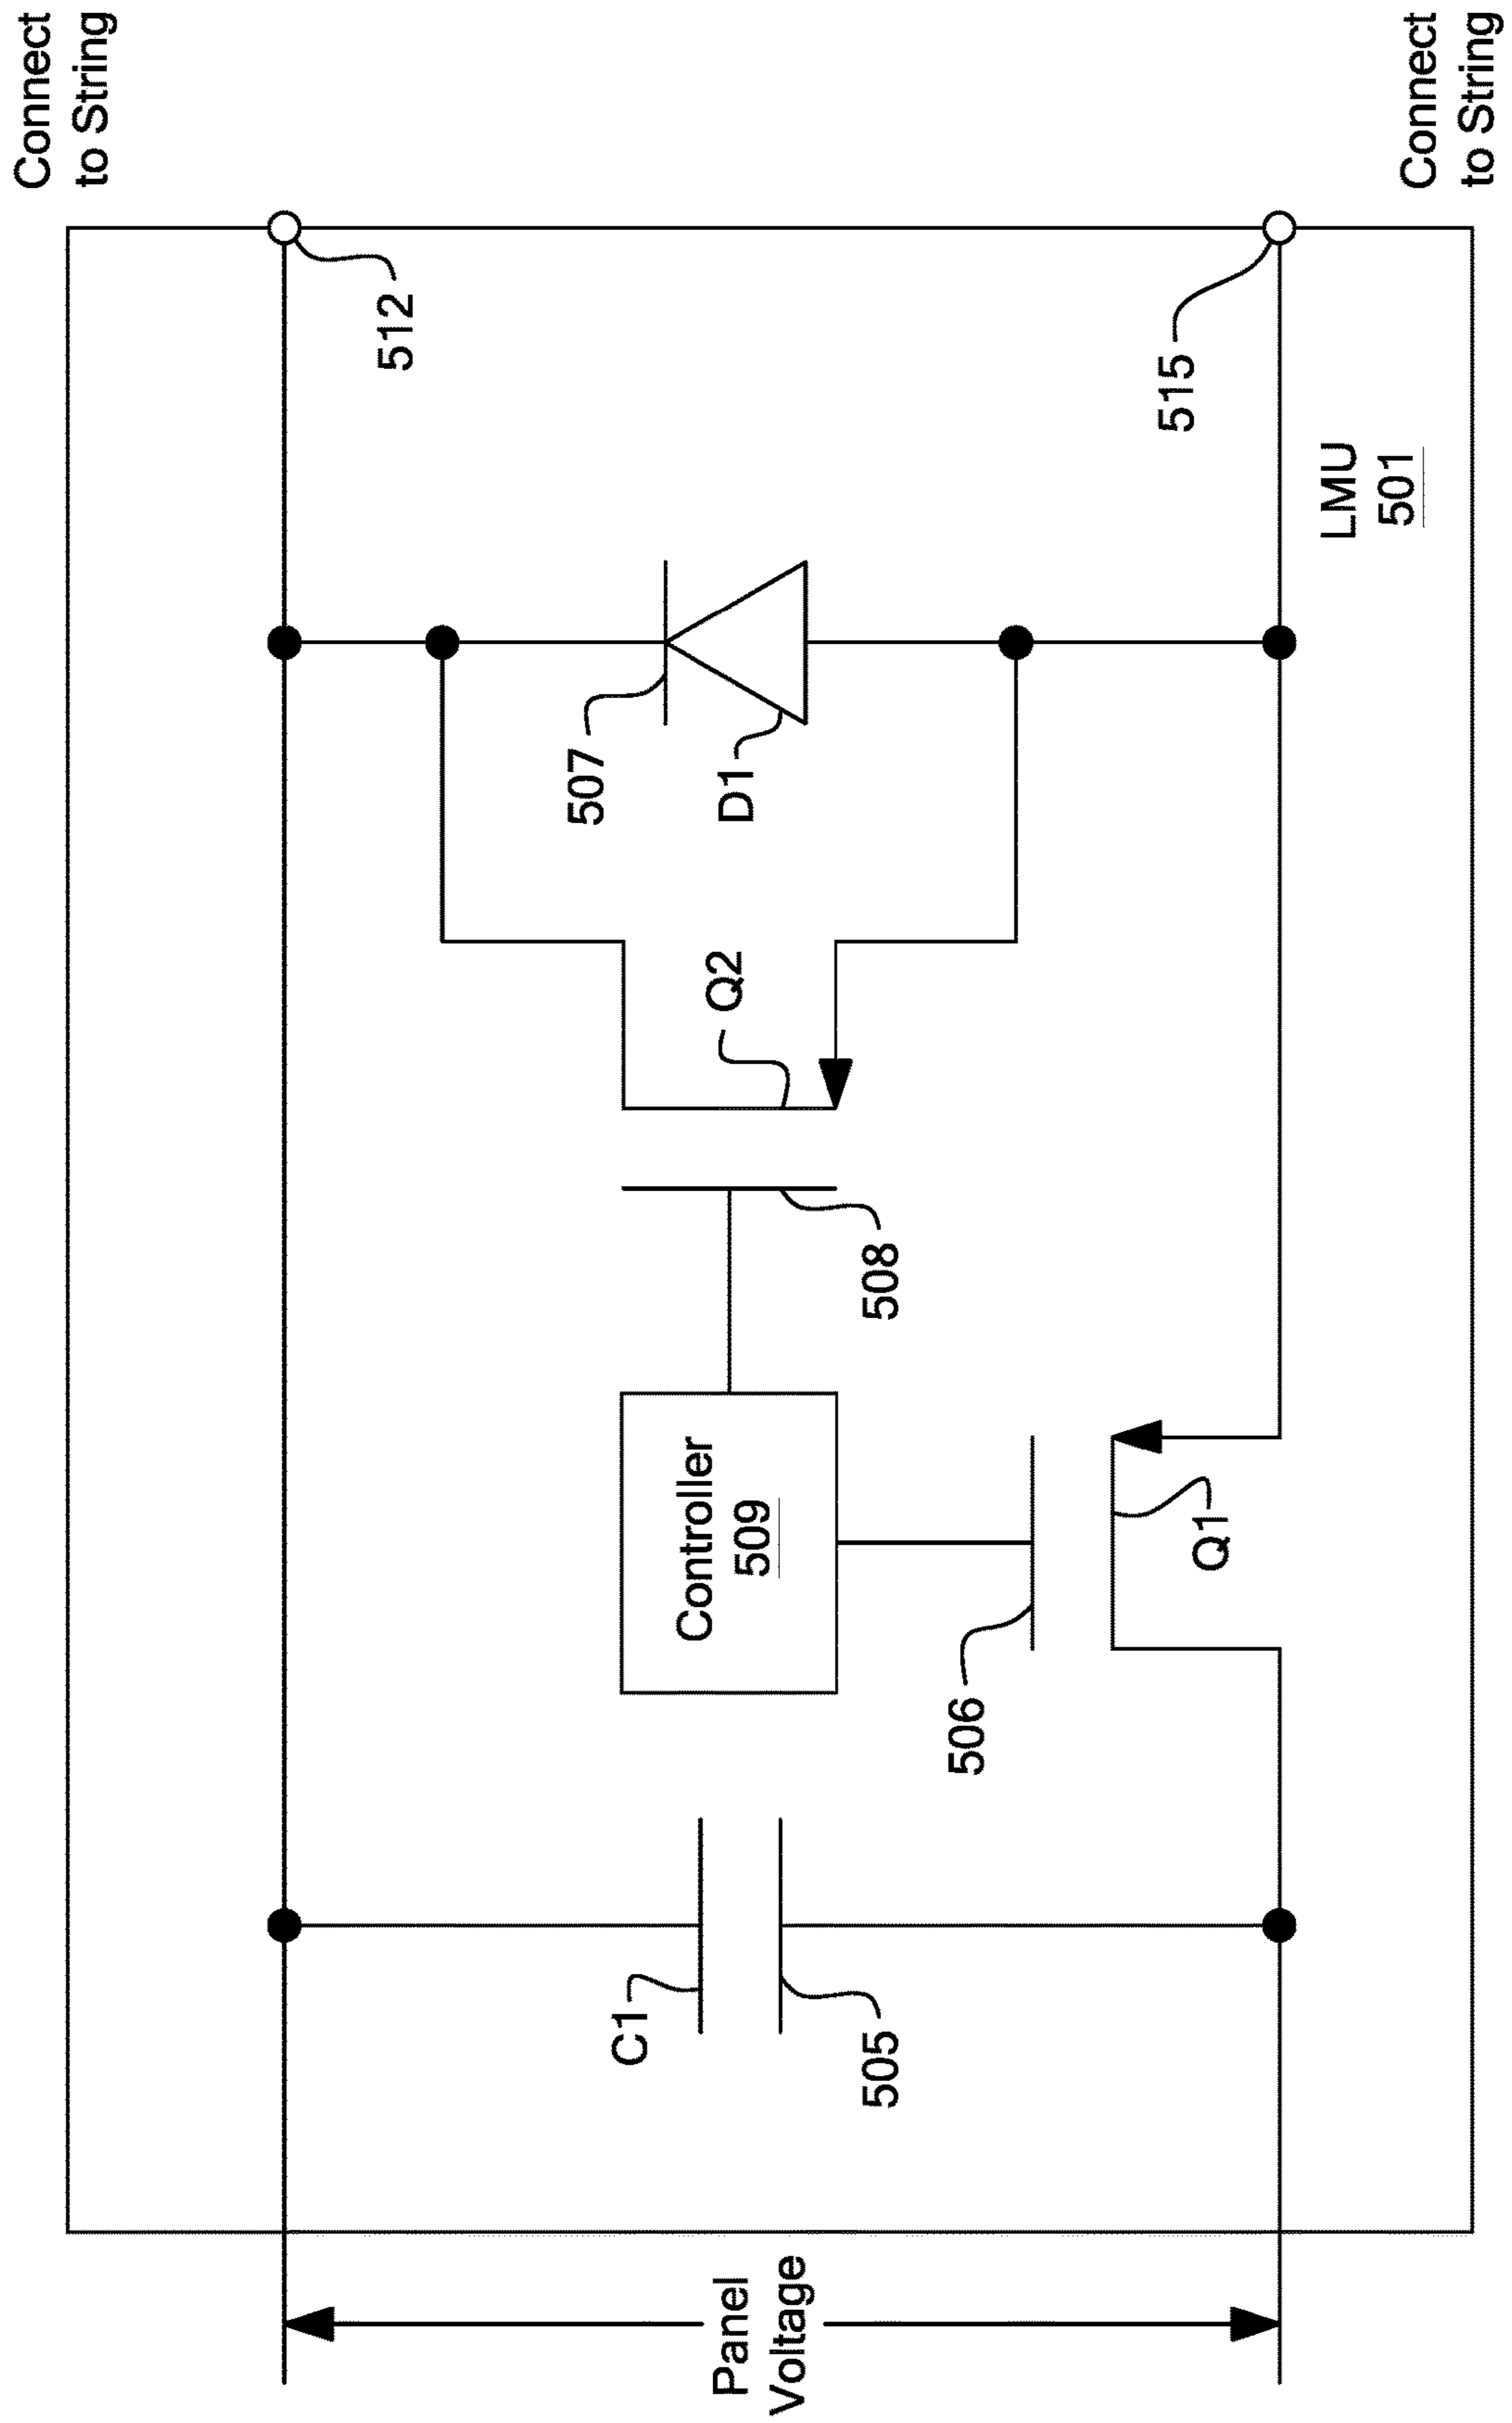 Connect
to String
512
507
D1
Q2
508
Controller
509
506
Q1
C1
505
Panel
Voltage
Connect
to String
515
LMU
501